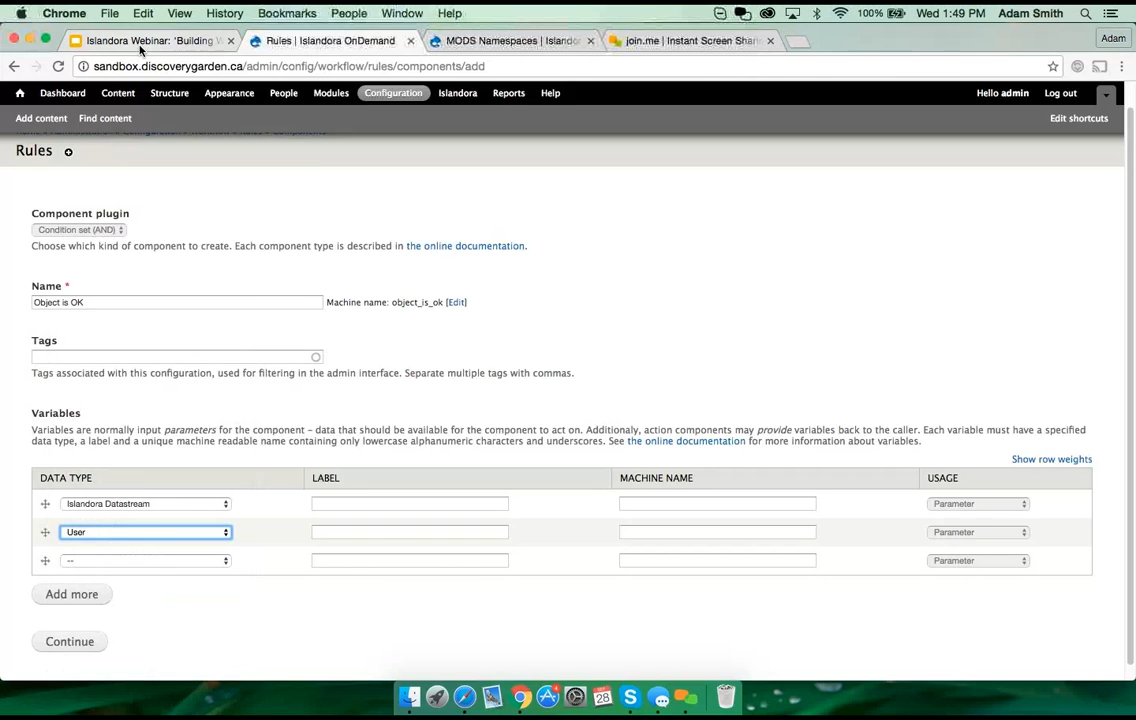 Chrome File Edit View History Bookmarks People Window Help 100% Wed 1:49 PM Adam Smith
Islandora Webinar: "Building W Rules | Islandora OnDemand MODS Namespaces | Islando join.me | Instant Screen Shar Adam
sandbox.discoverygarden.ca/admin/config/workflow/rules/components/add
Dashboard Content Structure Appearance People Modules Configuration Islandora Reports Help Hello admin Log out
Add content Find content Edit shortcuts
Rules
Component plugin
Condition set (AND)
Choose which kind of component to create. Each component type is described in the online documentation.
Name *
Object is OK Machine name: object_is_ok [Edit]
Tags
Tags associated with this configuration, used for filtering in the admin interface. Separate multiple tags with commas.
Variables
Variables are normally input parameters for the component – data that should be available for the component to act on. Additionaly, action components may provide variables back to the caller. Each variable must have a specified
data type, a label and a unique machine readable name containing only lowercase alphanumeric characters and underscores. See the online documentation for more information about variables.
Show row weights
DATA TYPE LABEL MACHINE NAME USAGE
Islandora Datastream Parameter
User Parameter
-- Parameter
Add more
Continue